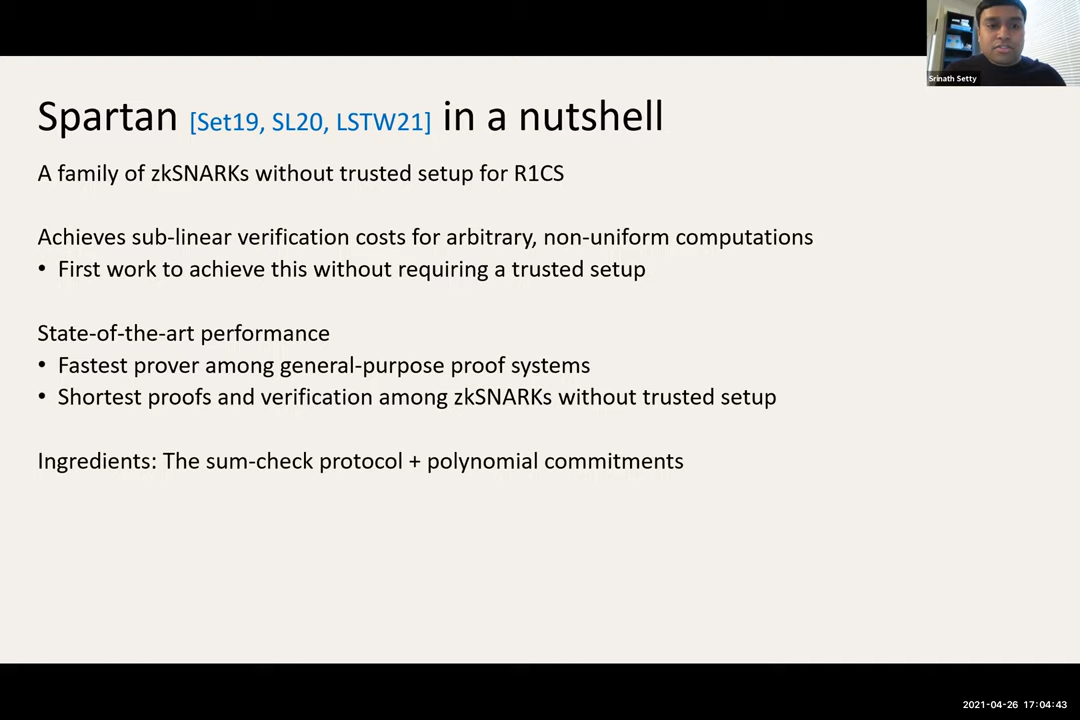 Srinath Setty
Spartan [Set19, SL20, LSTW21] in a nutshell
A family of zkSNARKs without trusted setup for R1CS
Achieves sub-linear verification costs for arbitrary, non-uniform computations
• First work to achieve this without requiring a trusted setup
State-of-the-art performance
• Fastest prover among general-purpose proof systems
• Shortest proofs and verification among zkSNARKs without trusted setup
Ingredients: The sum-check protocol + polynomial commitments
2021-04-26 17:04:43